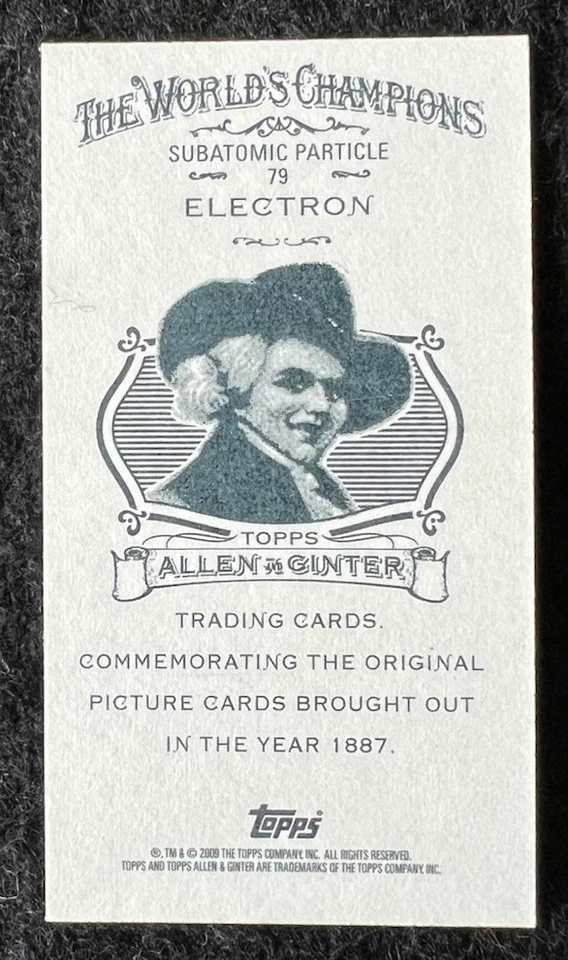 THE WORLD'S CHAMPIONS
SUBATOMIC PARTICLE
79
ELECTRON
TOPPS
ALLEN AND GINTER
TRADING CARDS.
COMMEMORATING THE ORIGINAL
PICTURE CARDS BROUGHT OUT
IN THE YEAR 1887.
topps®
®, TM & © 2009 THE TOPPS COMPANY, INC. ALL RIGHTS RESERVED.
TOPPS AND TOPPS ALLEN & GINTER ARE TRADEMARKS OF THE TOPPS COMPANY, INC.